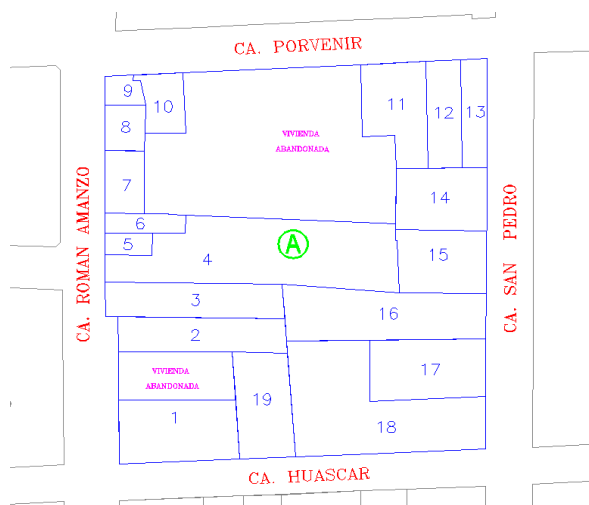 CA. PORVENIR
9
10
11
12
13
8
VIVIENDA
ABANDONADA
7
14
CA. ROMAN AMANZO
CA. SAN PEDRO
6
5
4
A
15
3
16
2
VIVIENDA
ABANDONADA
17
19
1
18
CA. HUASCAR